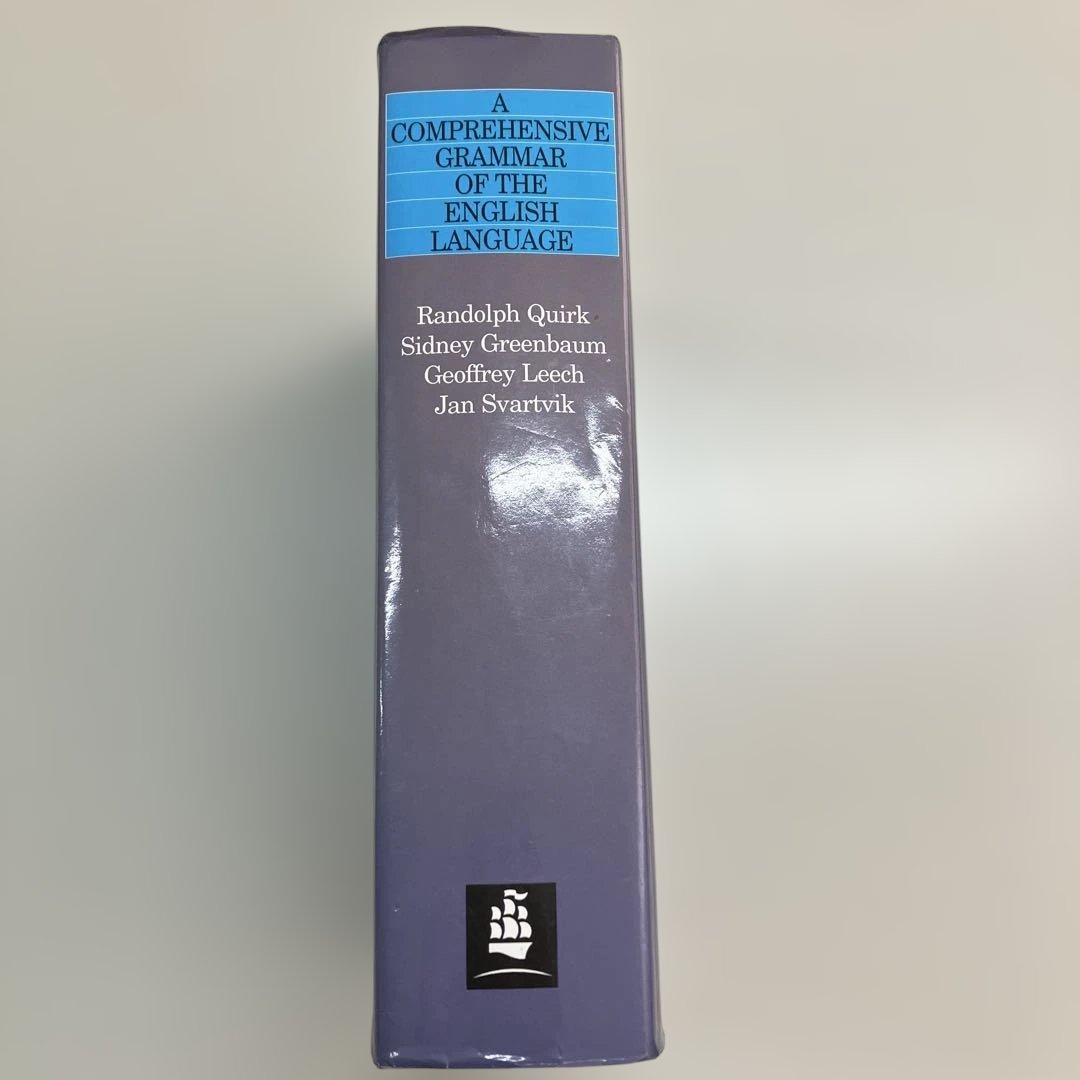 A
COMPREHENSIVE
GRAMMAR
OF THE
ENGLISH
LANGUAGE
Randolph Quirk
Sidney Greenbaum
Geoffrey Leech
Jan Svartvik